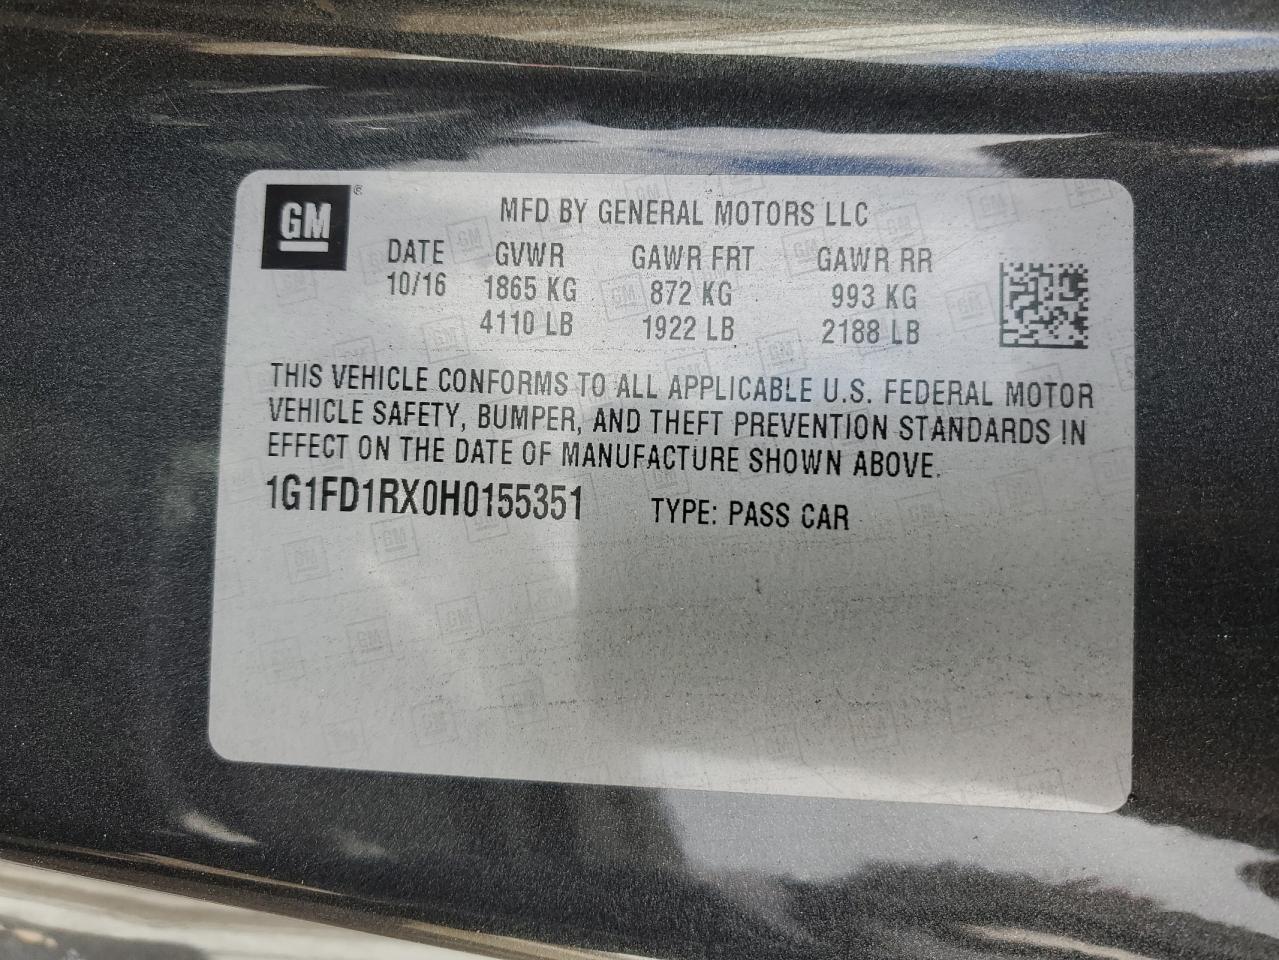 GM ®
MFD BY GENERAL MOTORS LLC
DATE GVWR GAWR FRT GAWR RR
10/16 1865 KG 872 KG 993 KG
4110 LB 1922 LB 2188 LB
THIS VEHICLE CONFORMS TO ALL APPLICABLE U.S. FEDERAL MOTOR
VEHICLE SAFETY, BUMPER, AND THEFT PREVENTION STANDARDS IN
EFFECT ON THE DATE OF MANUFACTURE SHOWN ABOVE.
1G1FD1RX0H0155351 TYPE: PASS CAR